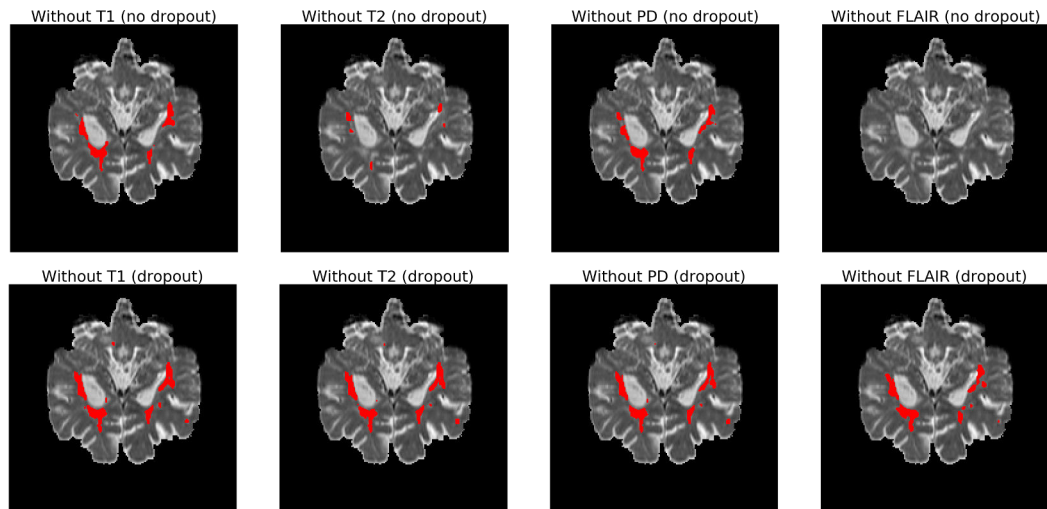 Without T1 (no dropout)
Without T2 (no dropout)
Without PD (no dropout)
Without FLAIR (no dropout)
Without T1 (dropout)
Without T2 (dropout)
Without PD (dropout)
Without FLAIR (dropout)